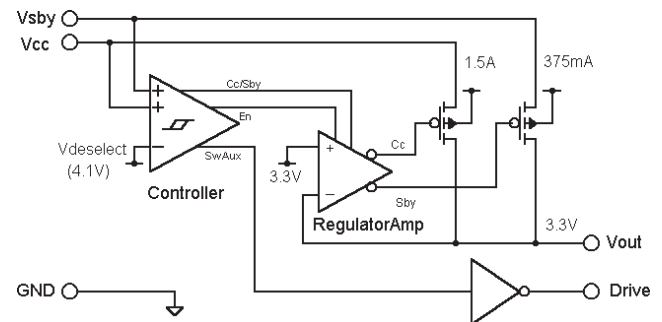 Vsby
Vcc
1.5A
375mA
Cc/Sby
+
+
En
Vdeselect
(4.1V)
−
SwAux
Controller
+
3.3V
−
Cc
Sby
RegulatorAmp
3.3V
Vout
GND
Drive